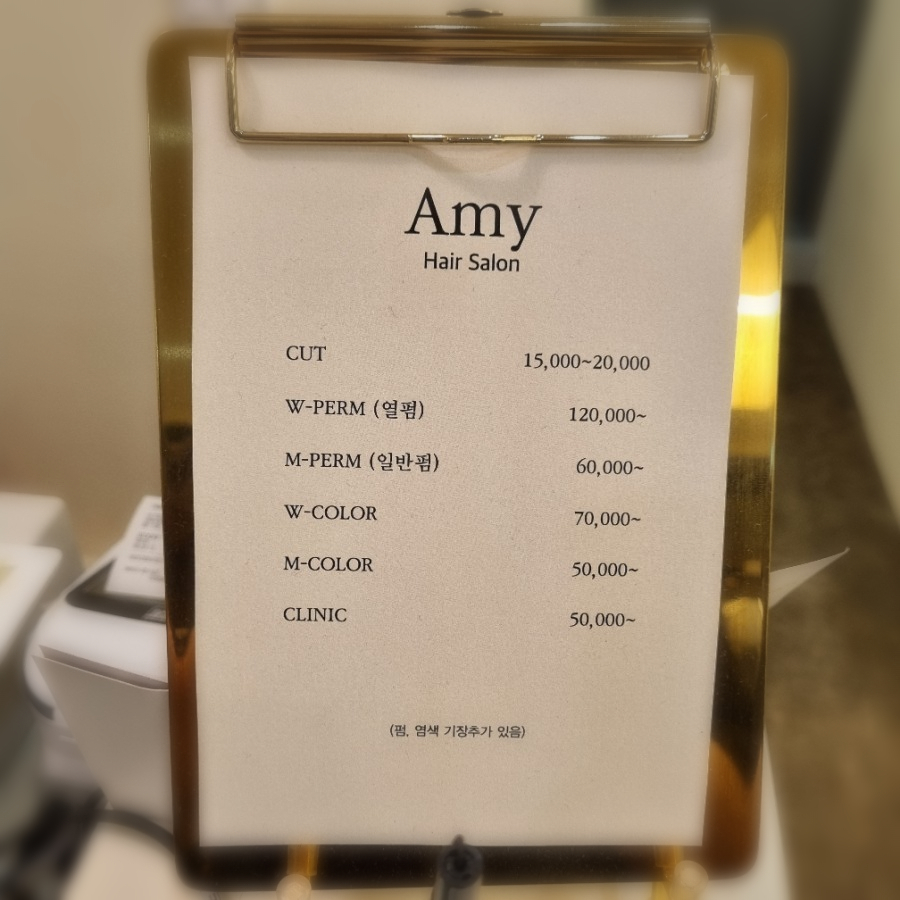 Amy
Hair Salon
CUT 15,000~20,000
W-PERM (열펌) 120,000~
M-PERM (일반펌) 60,000~
W-COLOR 70,000~
M-COLOR 50,000~
CLINIC 50,000~
(펌, 염색 기장추가 있음)